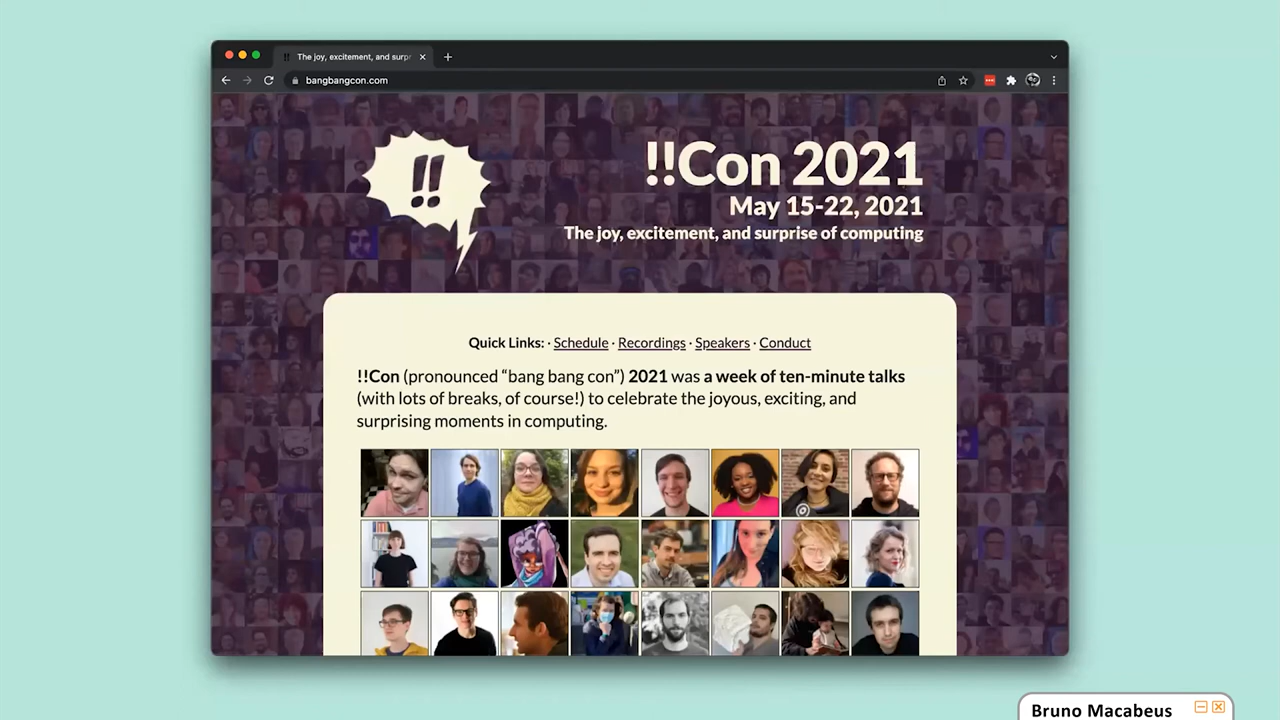 The joy, excitement, and surpr
bangbangcon.com
!!
!!Con 2021
May 15-22, 2021
The joy, excitement, and surprise of computing
Quick Links: · Schedule · Recordings · Speakers · Conduct
!!Con (pronounced “bang bang con”) 2021 was a week of ten-minute talks
(with lots of breaks, of course!) to celebrate the joyous, exciting, and
surprising moments in computing.
Bruno Macabeus